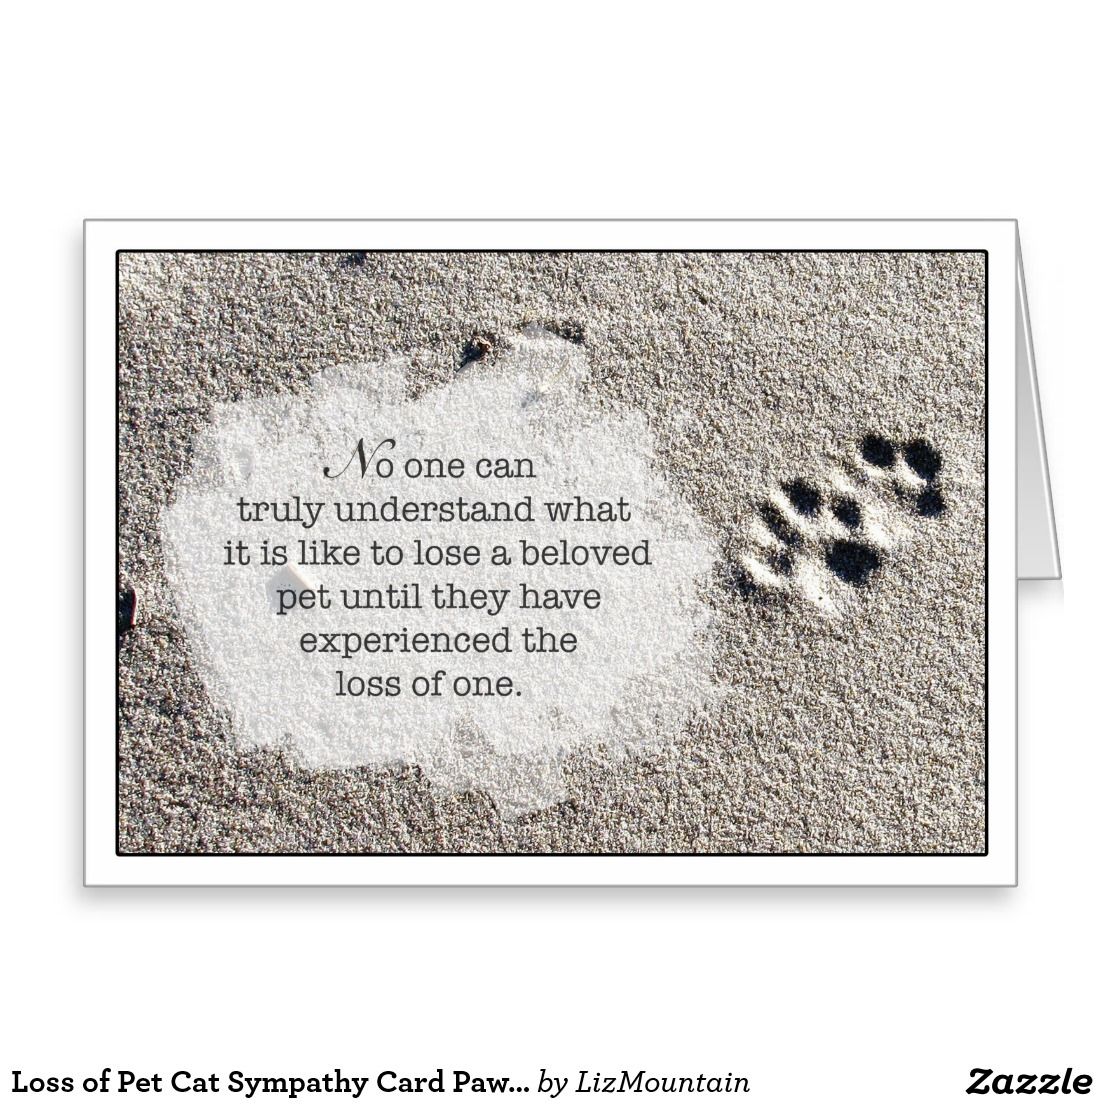 No one can
truly understand what
it is like to lose a beloved
pet until they have
experienced the
loss of one.
Loss of Pet Cat Sympathy Card Paw... by LizMountain
Zazzle